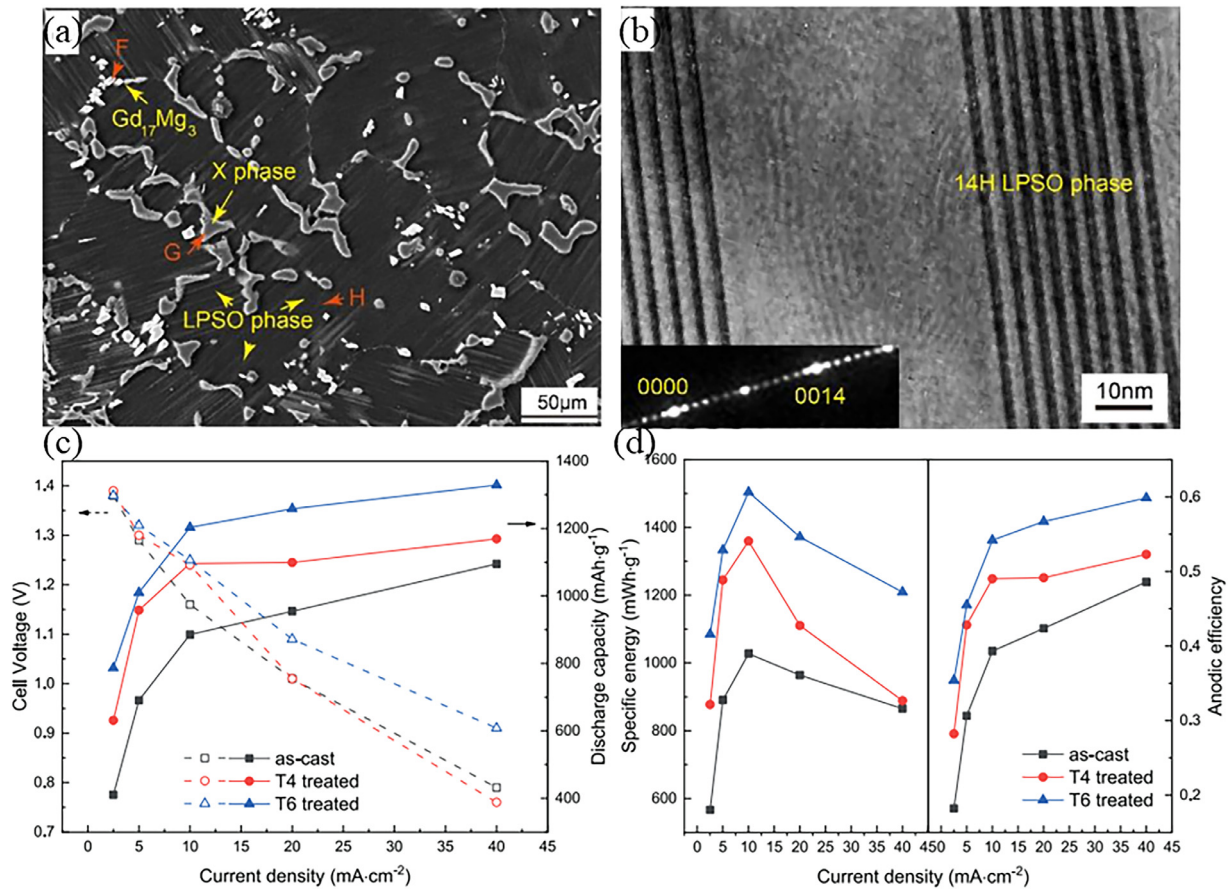 (a)
F
Gd₁₇Mg₃
X phase
G
H
LPSO phase
50μm
(b)
14H LPSO phase
0000
0014
10nm
(c)
1.4
1.3
1.2
1.1
1.0
0.9
0.8
0.7
Cell Voltage (V)
1400
1200
1000
800
600
400
Discharge capacity (mAh·g⁻¹)
as-cast
T4 treated
T6 treated
0 5 10 15 20 25 30 35 40 45
Current density (mA·cm⁻²)
(d)
1600
1400
1200
1000
800
600
Specific energy (mWh·g⁻¹)
0.6
0.5
0.4
0.3
0.2
Anodic efficiency
as-cast
T4 treated
T6 treated
0 5 10 15 20 25 30 35 40 45 0 5 10 15 20 25 30 35 40 45
Current density (mA·cm⁻²)